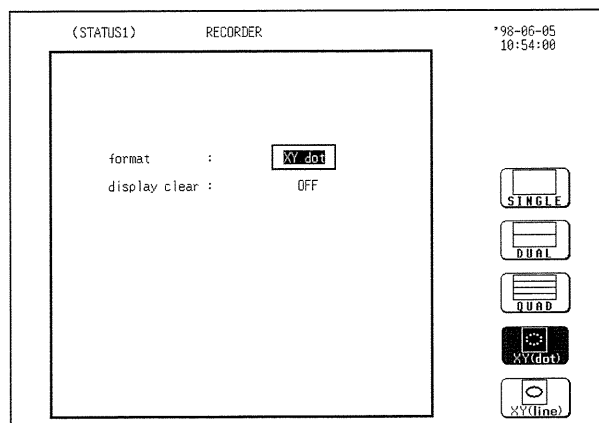 (STATUS1) RECORDER '98-06-05
10:54:00
format : XY dot
display clear : OFF
SINGLE
DUAL
QUAD
XY(dot)
XY(line)